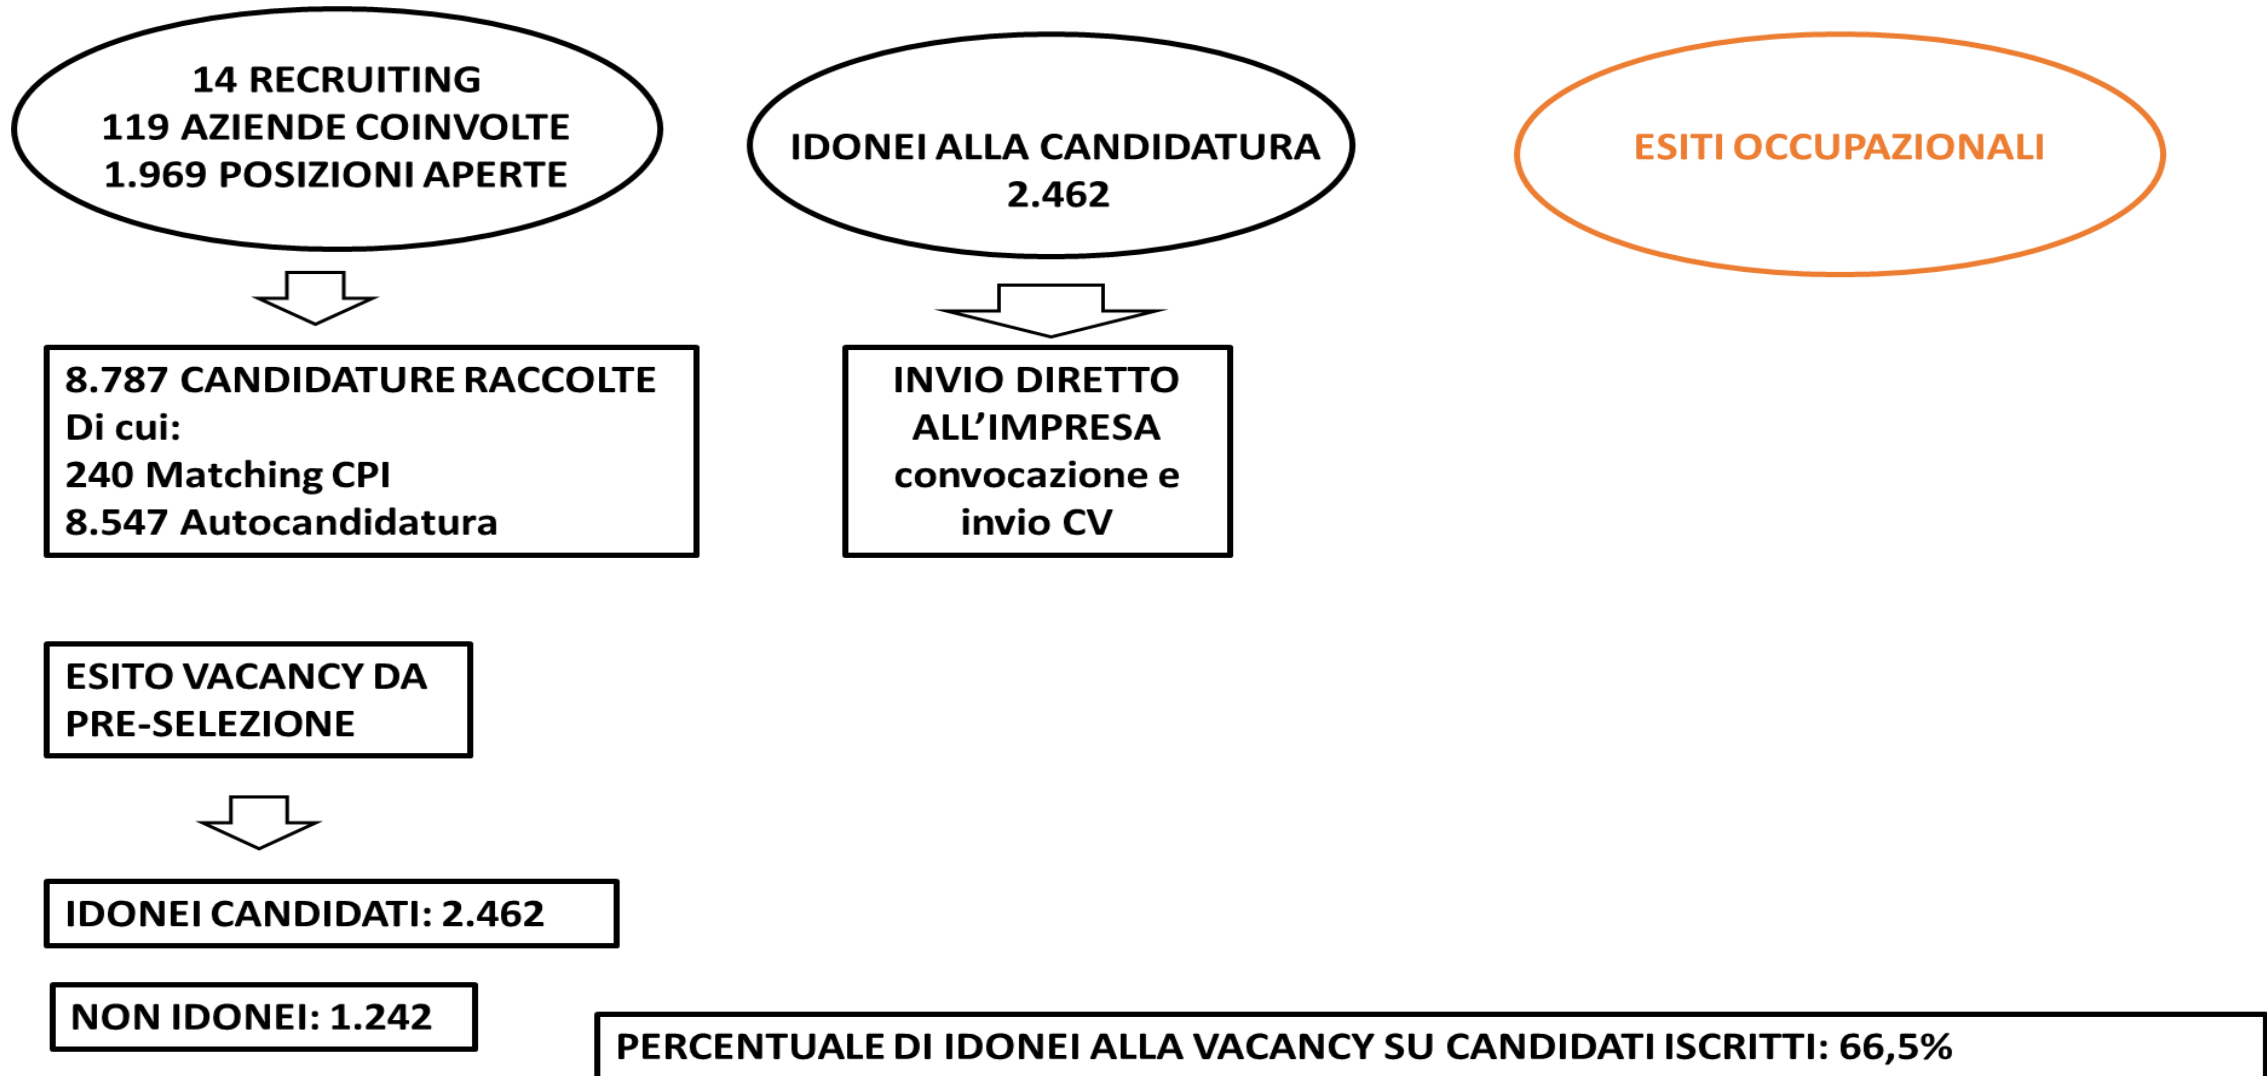 14 RECRUITING
119 AZIENDE COINVOLTE
1.969 POSIZIONI APERTE
IDONEI ALLA CANDIDATURA
2.462
ESITI OCCUPAZIONALI
8.787 CANDIDATURE RACCOLTE
Di cui:
240 Matching CPI
8.547 Autocandidatura
INVIO DIRETTO
ALL’IMPRESA
convocazione e
invio CV
ESITO VACANCY DA
PRE-SELEZIONE
IDONEI CANDIDATI: 2.462
NON IDONEI: 1.242
PERCENTUALE DI IDONEI ALLA VACANCY SU CANDIDATI ISCRITTI: 66,5%